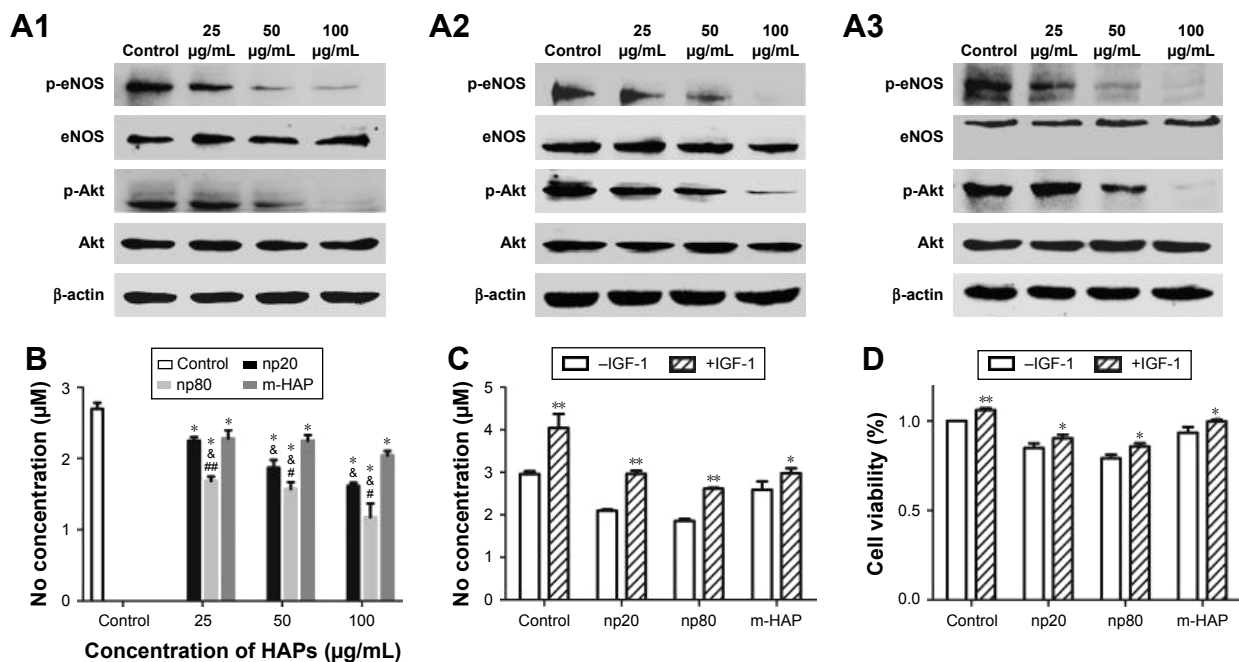 A1
Control
25
µg/mL
50
µg/mL
100
µg/mL
p-eNOS
eNOS
p-Akt
Akt
β-actin
A2
Control
25
µg/mL
50
µg/mL
100
µg/mL
p-eNOS
eNOS
p-Akt
Akt
β-actin
A3
Control
25
µg/mL
50
µg/mL
100
µg/mL
p-eNOS
eNOS
p-Akt
Akt
β-actin
B
Control
np20
np80
m-HAP
No concentration (µM)
3
2
1
0
*
*
&
##
*
*
&
*
&
#
*
*
&
*
&
#
*
Control
25
50
100
Concentration of HAPs (µg/mL)
C
–IGF-1
+IGF-1
No concentration (µM)
5
4
3
2
1
0
**
**
**
*
Control
np20
np80
m-HAP
D
–IGF-1
+IGF-1
Cell viability (%)
1.0
0.5
0.0
**
*
*
*
Control
np20
np80
m-HAP